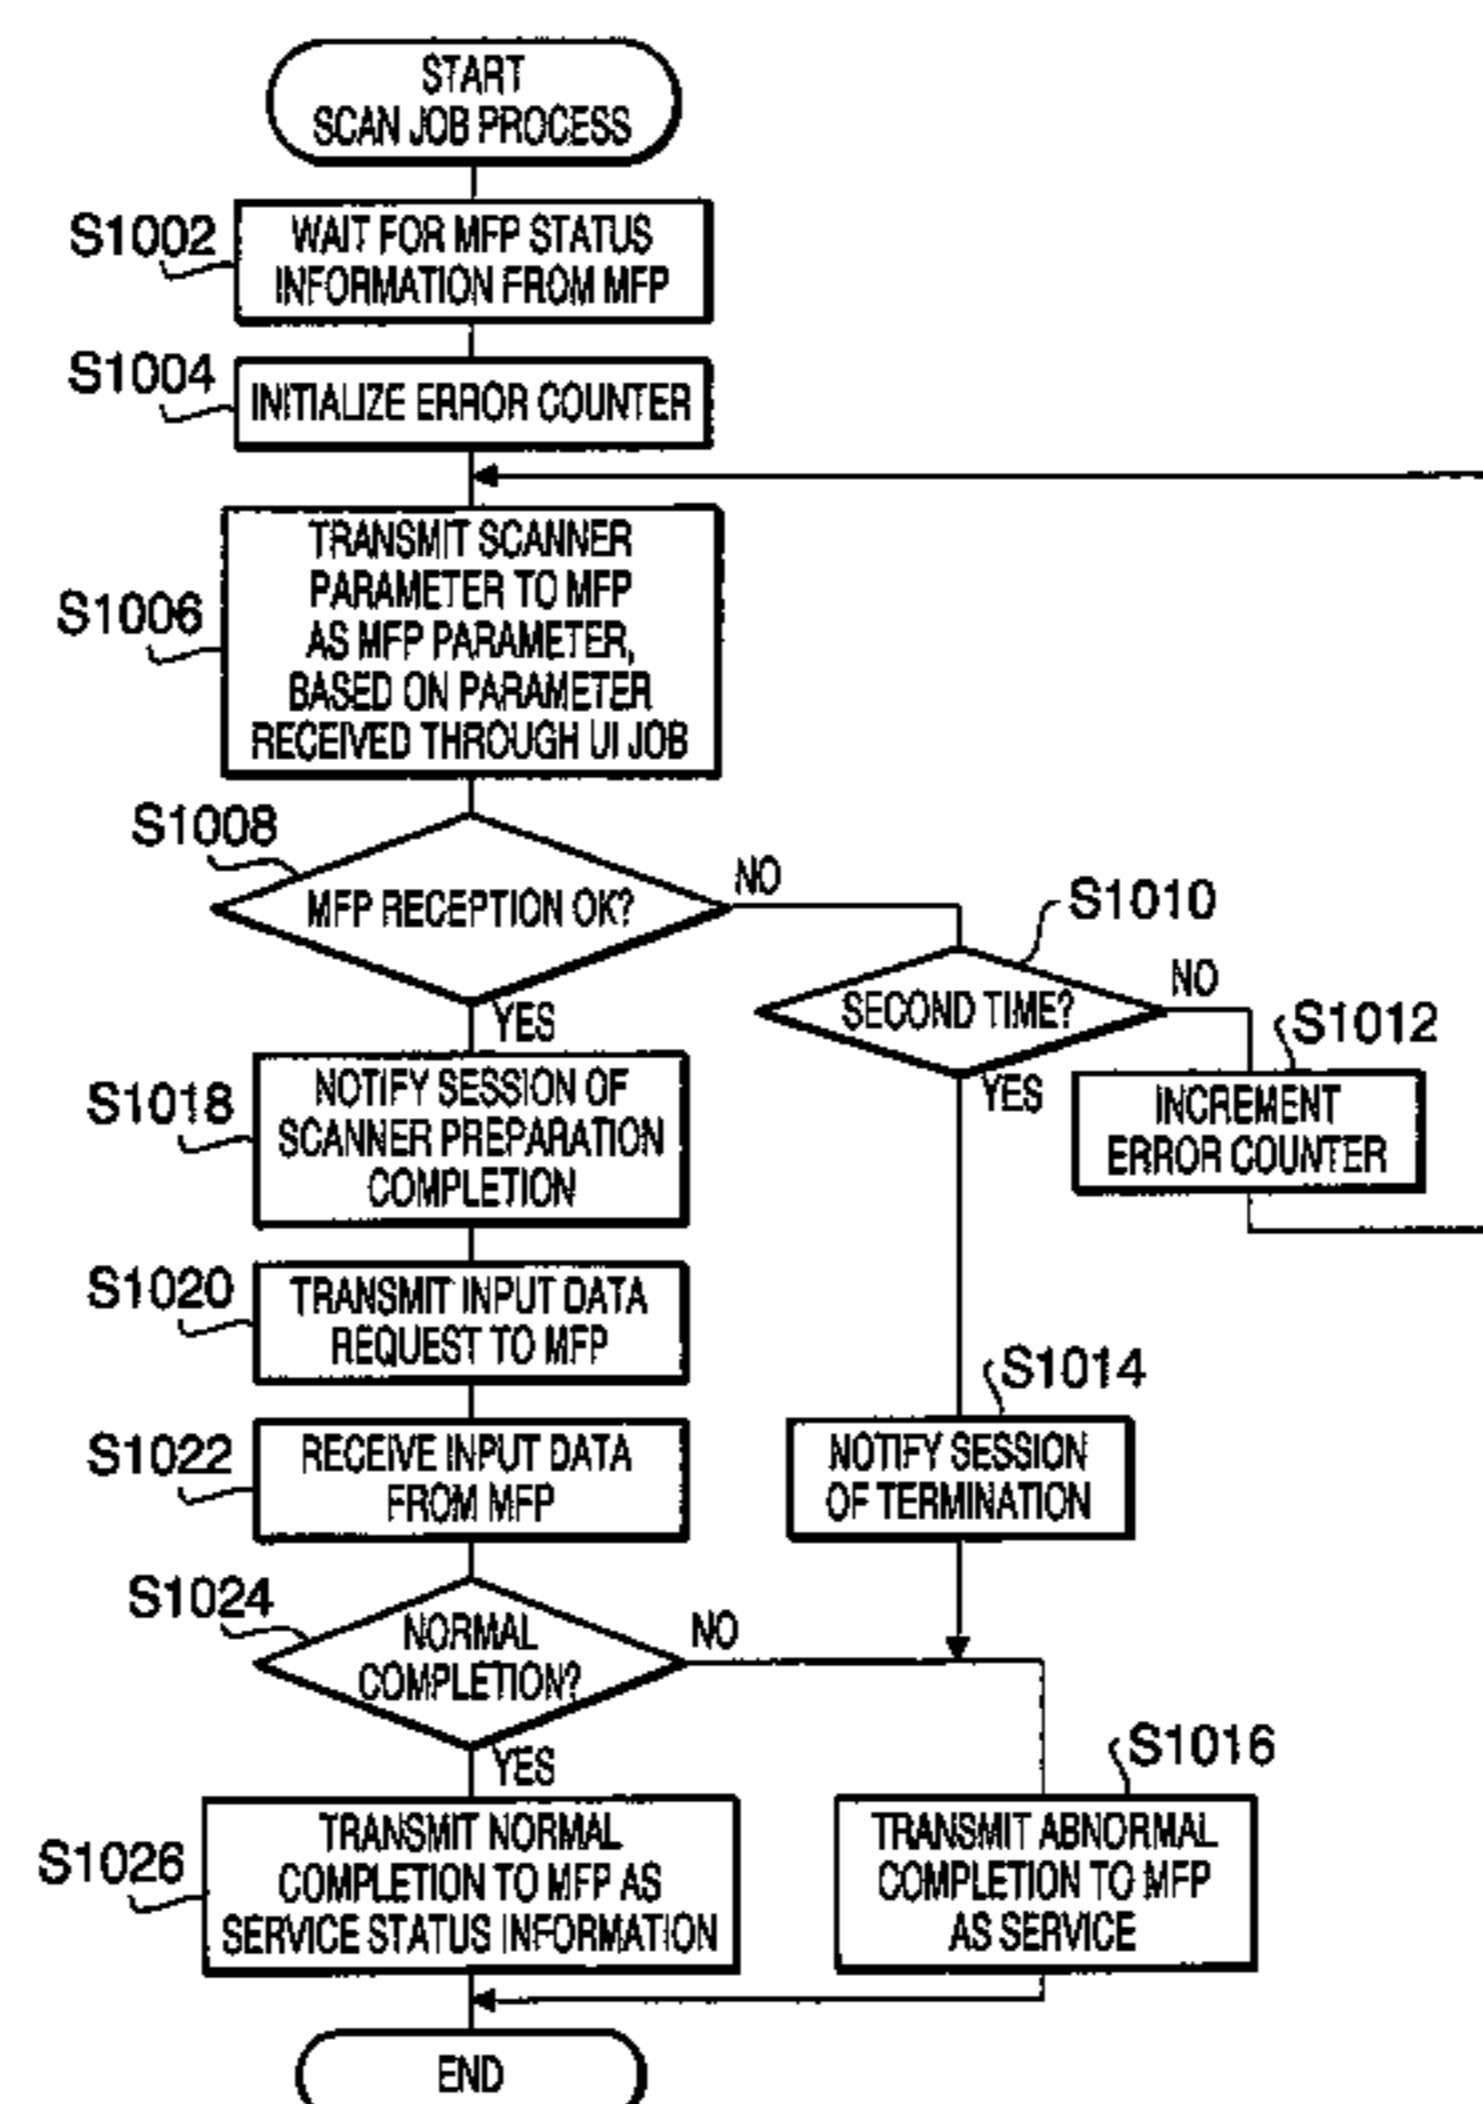 START
SCAN JOB PROCESS
S1002
WAIT FOR MFP STATUS
INFORMATION FROM MFP
S1004
INITIALIZE ERROR COUNTER
S1006
TRANSMIT SCANNER
PARAMETER TO MFP
AS MFP PARAMETER,
BASED ON PARAMETER
RECEIVED THROUGH UI JOB
S1008
MFP RECEPTION OK?
NO
YES
S1010
SECOND TIME?
NO
YES
S1012
INCREMENT
ERROR COUNTER
S1018
NOTIFY SESSION OF
SCANNER PREPARATION
COMPLETION
S1020
TRANSMIT INPUT DATA
REQUEST TO MFP
S1014
NOTIFY SESSION
OF TERMINATION
S1022
RECEIVE INPUT DATA
FROM MFP
S1024
NORMAL
COMPLETION?
NO
YES
S1016
TRANSMIT ABNORMAL
COMPLETION TO MFP
AS SERVICE
S1026
TRANSMIT NORMAL
COMPLETION TO MFP AS
SERVICE STATUS INFORMATION
END